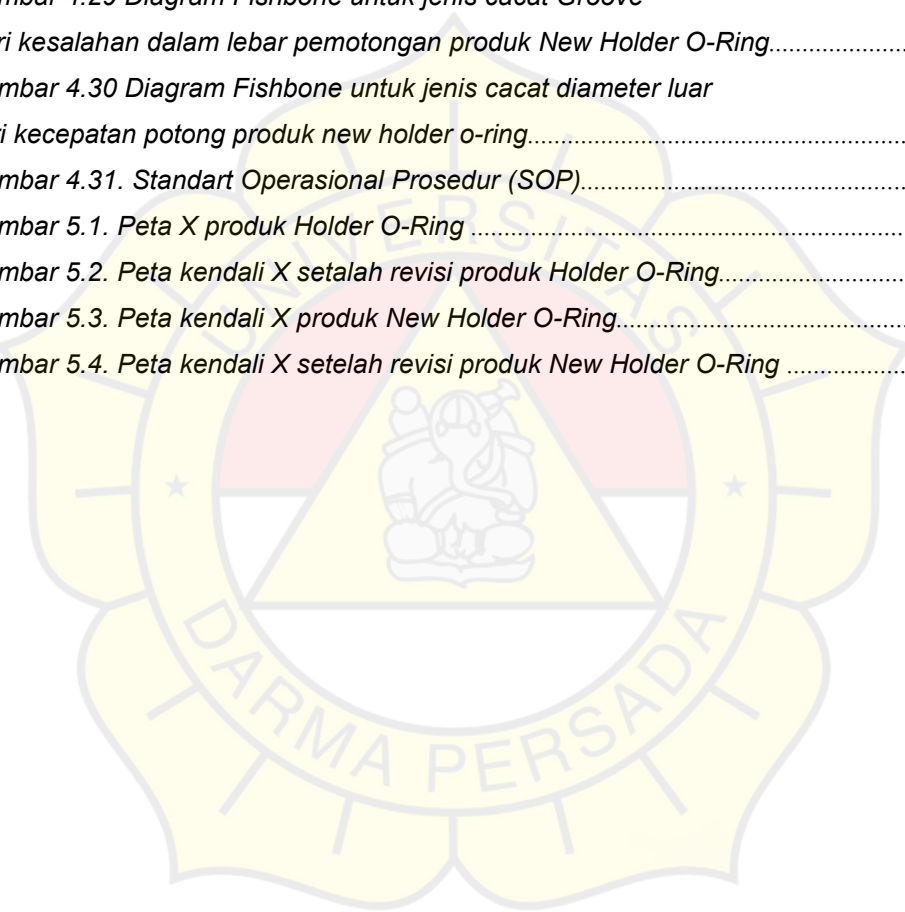 mbar 4.29 Diagram Fishbone untuk jenis cacat Groove
ri kesalahan dalam lebar pemotongan produk New Holder O-Ring....................
mbar 4.30 Diagram Fishbone untuk jenis cacat diameter luar
ri kecepatan potong produk new holder o-ring........................................................
mbar 4.31. Standart Operasional Prosedur (SOP)................................................
mbar 5.1. Peta X produk Holder O-Ring ................................................................
mbar 5.2. Peta kendali X setalah revisi produk Holder O-Ring...........................
mbar 5.3. Peta kendali X produk New Holder O-Ring..........................................
mbar 5.4. Peta kendali X setelah revisi produk New Holder O-Ring .................
UNIVERSITAS
DARMA PERSADA